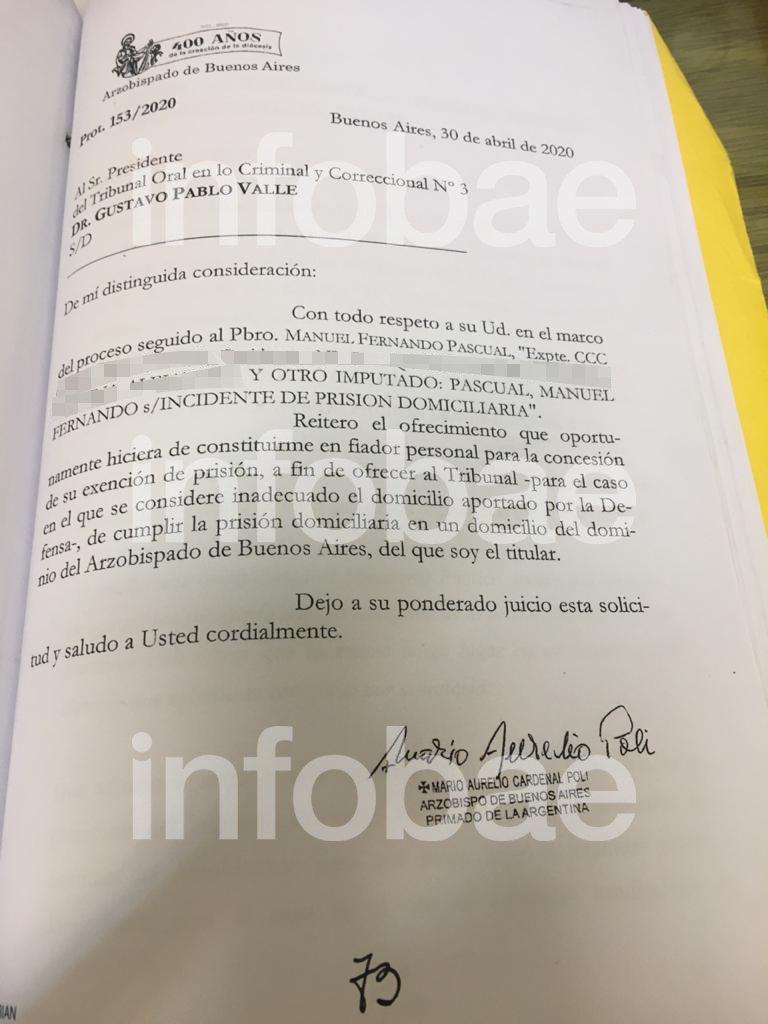 400 AÑOS
de la creación de la diócesis
Arzobispado de Buenos Aires
Prot. 153/2020
Buenos Aires, 30 de abril de 2020
Al Sr. Presidente
del Tribunal Oral en lo Criminal y Correccional N° 3
DR. GUSTAVO PABLO VALLE
S/D
De mí distinguida consideración:
Con todo respeto a su Ud. en el marco
del proceso seguido al Pbro. MANUEL FERNANDO PASCUAL, "Expte. CCC
Y OTRO IMPUTADO: PASCUAL, MANUEL
FERNANDO s/INCIDENTE DE PRISION DOMICILIARIA".
Reitero el ofrecimiento que oportu-
namente hiciera de constituirme en fiador personal para la concesión
de su exención de prisión, a fin de ofrecer al Tribunal -para el caso
en el que se considere inadecuado el domicilio aportado por la De-
fensa-, de cumplir la prisión domiciliaria en un domicilio del domi-
nio del Arzobispado de Buenos Aires, del que soy el titular.
Dejo a su ponderado juicio esta solici-
tud y saludo a Usted cordialmente.
Mario Aurelio Poli
MARIO AURELIO CARDENAL POLI
ARZOBISPO DE BUENOS AIRES
PRIMADO DE LA ARGENTINA
79
infobae
infobae
infobae